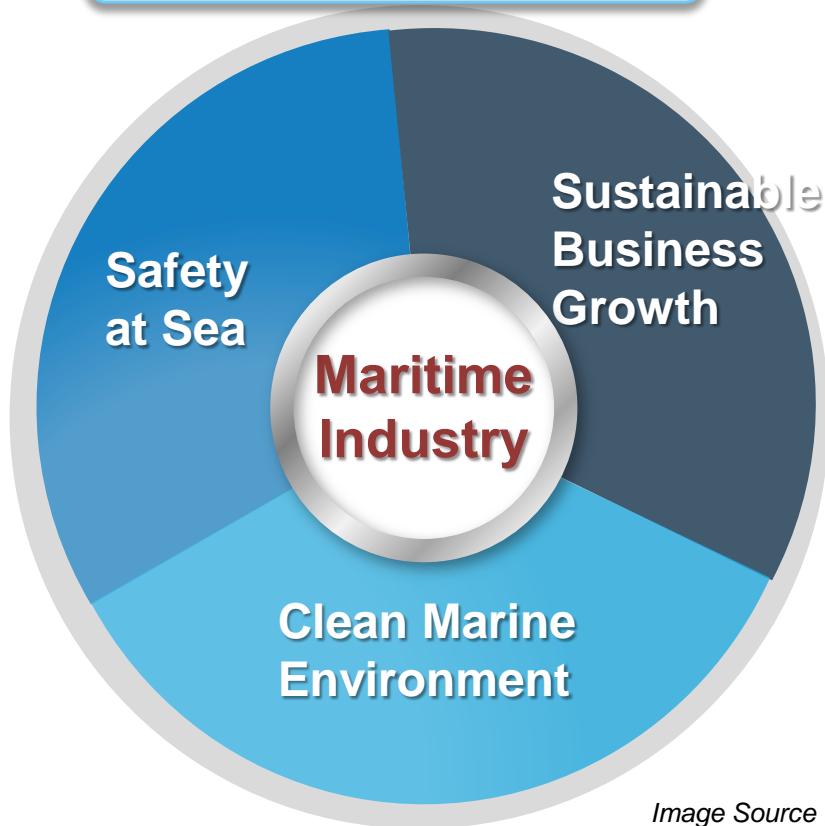 Safety
at Sea
Sustainable
Business
Growth
Maritime
Industry
Clean Marine
Environment
Image Source